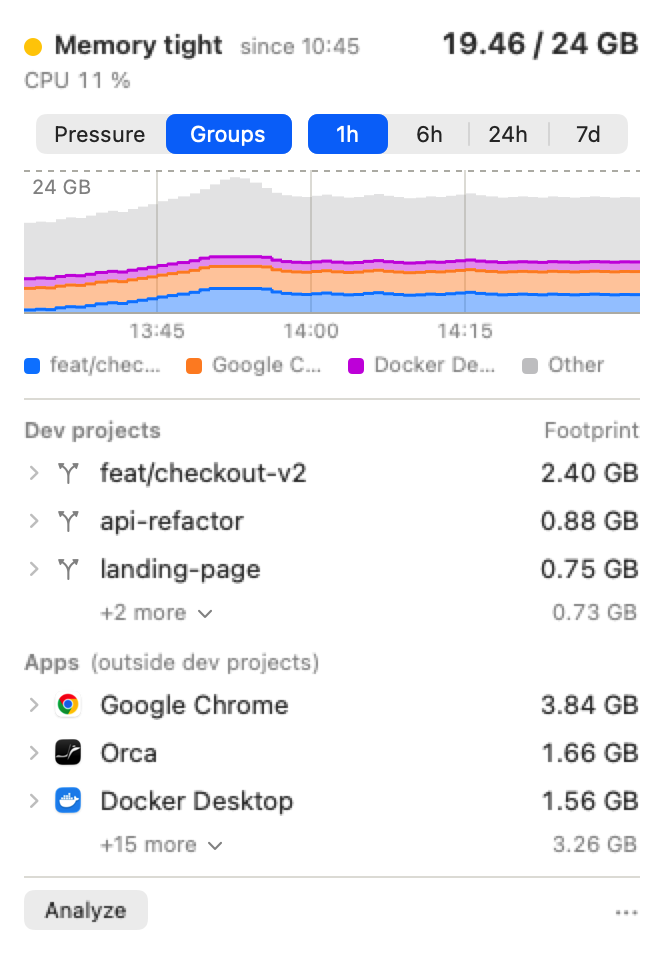 Memory tight since 10:45 19.46 / 24 GB
CPU 11 %
Pressure Groups 1h 6h 24h 7d
24 GB
13:45 14:00 14:15
feat/chec... Google C... Docker De... Other
Dev projects Footprint
feat/checkout-v2 2.40 GB
api-refactor 0.88 GB
landing-page 0.75 GB
+2 more 0.73 GB
Apps (outside dev projects)
Google Chrome 3.84 GB
Orca 1.66 GB
Docker Desktop 1.56 GB
+15 more 3.26 GB
Analyze ...